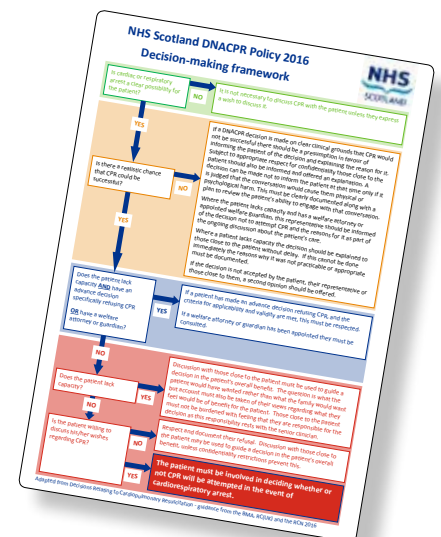 NHS Scotland DNACPR Policy 2016
Decision-making framework
NHS
SCOTLAND
Is cardiac or respiratory
arrest a clear possibility for
the patient?
NO
It is not necessary to discuss CPR with the patient unless they express
a wish to discuss it.
YES
Is there a realistic chance
that CPR could be
successful?
NO
If a DNACPR decision is made on clear clinical grounds that CPR would
not be successful there should be a presumption in favour of
informing the patient of the decision and explaining the reason for it.
Subject to appropriate respect for confidentiality those close to the
patient should also be informed and offered an explanation. A
decision can be made not to inform the patient at that time only if it
is judged that the conversation would cause them physical or
psychological harm. This must be clearly documented along with a
plan to review the patient's ability to engage with that conversation.
Where the patient lacks capacity and has a welfare attorney or
appointed welfare guardian, this representative should be informed
of the decision not to attempt CPR and the reasons for it as part of
the ongoing discussion about the patient's care.
Where a patient lacks capacity the decision should be explained to
those close to the patient without delay. If this cannot be done
immediately the reasons why it was not practicable or appropriate
must be documented.
If the decision is not accepted by the patient, their representative or
those close to them, a second opinion should be offered.
YES
Does the patient lack
capacity AND have an
advance decision
specifically refusing CPR
OR have a welfare
attorney or guardian?
YES
If a patient has made an advance decision refusing CPR, and the
criteria for applicability and validity are met, this must be respected.
If a welfare attorney or guardian has been appointed they must be
consulted.
NO
Does the patient lack
capacity?
YES
Discussion with those close to the patient must be used to guide a
decision in the patient's overall benefit. The question is what the
patient would have wanted rather than what the family would want
but account must also be taken of their views regarding what they
feel would be of benefit for the patient. Those close to the patient
must not be burdened with feeling that they are responsible for the
decision as this responsibility rests with the senior clinician.
NO
Is the patient willing to
discuss his/her wishes
regarding CPR?
NO
Respect and document their refusal. Discussion with those close to
the patient may be used to guide a decision in the patient's overall
benefit, unless confidentiality restrictions prevent this.
YES
The patient must be involved in deciding whether or
not CPR will be attempted in the event of
cardiorespiratory arrest.
Adapted from Decisions Relating to Cardiopulmonary Resuscitation - guidance from the BMA, RC(UK) and the RCN 2016